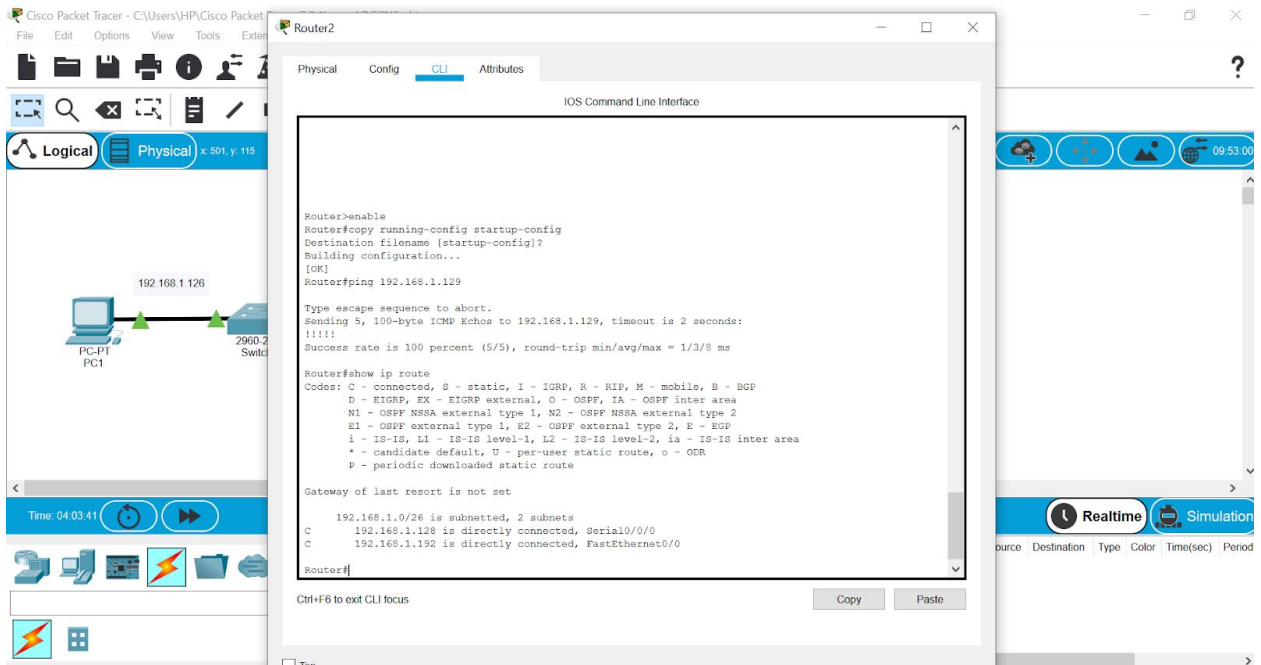 Cisco Packet Tracer - C:\Users\HP\Cisco Packet
File Edit Options View Tools Exten
Logical
Physical
x: 501, y: 115
192.168.1.126
PC-PT
PC1
2960-2
Switc
Time: 04:03:41
Router2
Physical Config CLI Attributes
IOS Command Line Interface
Router>enable
Router#copy running-config startup-config
Destination filename [startup-config]?
Building configuration...
[OK]
Router#ping 192.168.1.129
Type escape sequence to abort.
Sending 5, 100-byte ICMP Echos to 192.168.1.129, timeout is 2 seconds:
!!!!!
Success rate is 100 percent (5/5), round-trip min/avg/max = 1/3/8 ms
Router#show ip route
Codes: C - connected, S - static, I - IGRP, R - RIP, M - mobile, B - BGP
D - EIGRP, EX - EIGRP external, O - OSPF, IA - OSPF inter area
N1 - OSPF NSSA external type 1, N2 - OSPF NSSA external type 2
E1 - OSPF external type 1, E2 - OSPF external type 2, E - EGP
i - IS-IS, L1 - IS-IS level-1, L2 - IS-IS level-2, ia - IS-IS inter area
* - candidate default, U - per-user static route, o - ODR
P - periodic downloaded static route
Gateway of last resort is not set
192.168.1.0/26 is subnetted, 2 subnets
C 192.168.1.128 is directly connected, Serial0/0/0
C 192.168.1.192 is directly connected, FastEthernet0/0
Router#
Ctrl+F6 to exit CLI focus
Copy Paste
?
09:53:00
Realtime
Simulation
ource Destination Type Color Time(sec) Period